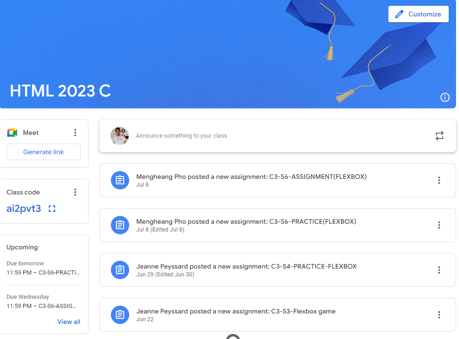 Customize
HTML 2023 C
Meet
Generate link
Class code
ai2pvt3
Upcoming
Due tomorrow
11:59 PM – C3-S6-PRACTI...
Due Wednesday
11:59 PM – C3-S6-ASSIG...
View all
Announce something to your class
Mengheang Pho posted a new assignment: C3-S6-ASSIGNMENT(FLEXBOX)
Jul 8
Mengheang Pho posted a new assignment: C3-S6-PRACTICE(FLEXBOX)
Jul 8 (Edited Jul 8)
Jeanne Peyssard posted a new assignment: C3-S4-PRACTICE-FLEXBOX
Jun 29 (Edited Jun 30)
Jeanne Peyssard posted a new assignment: C3-S3-Flexbox game
Jun 22